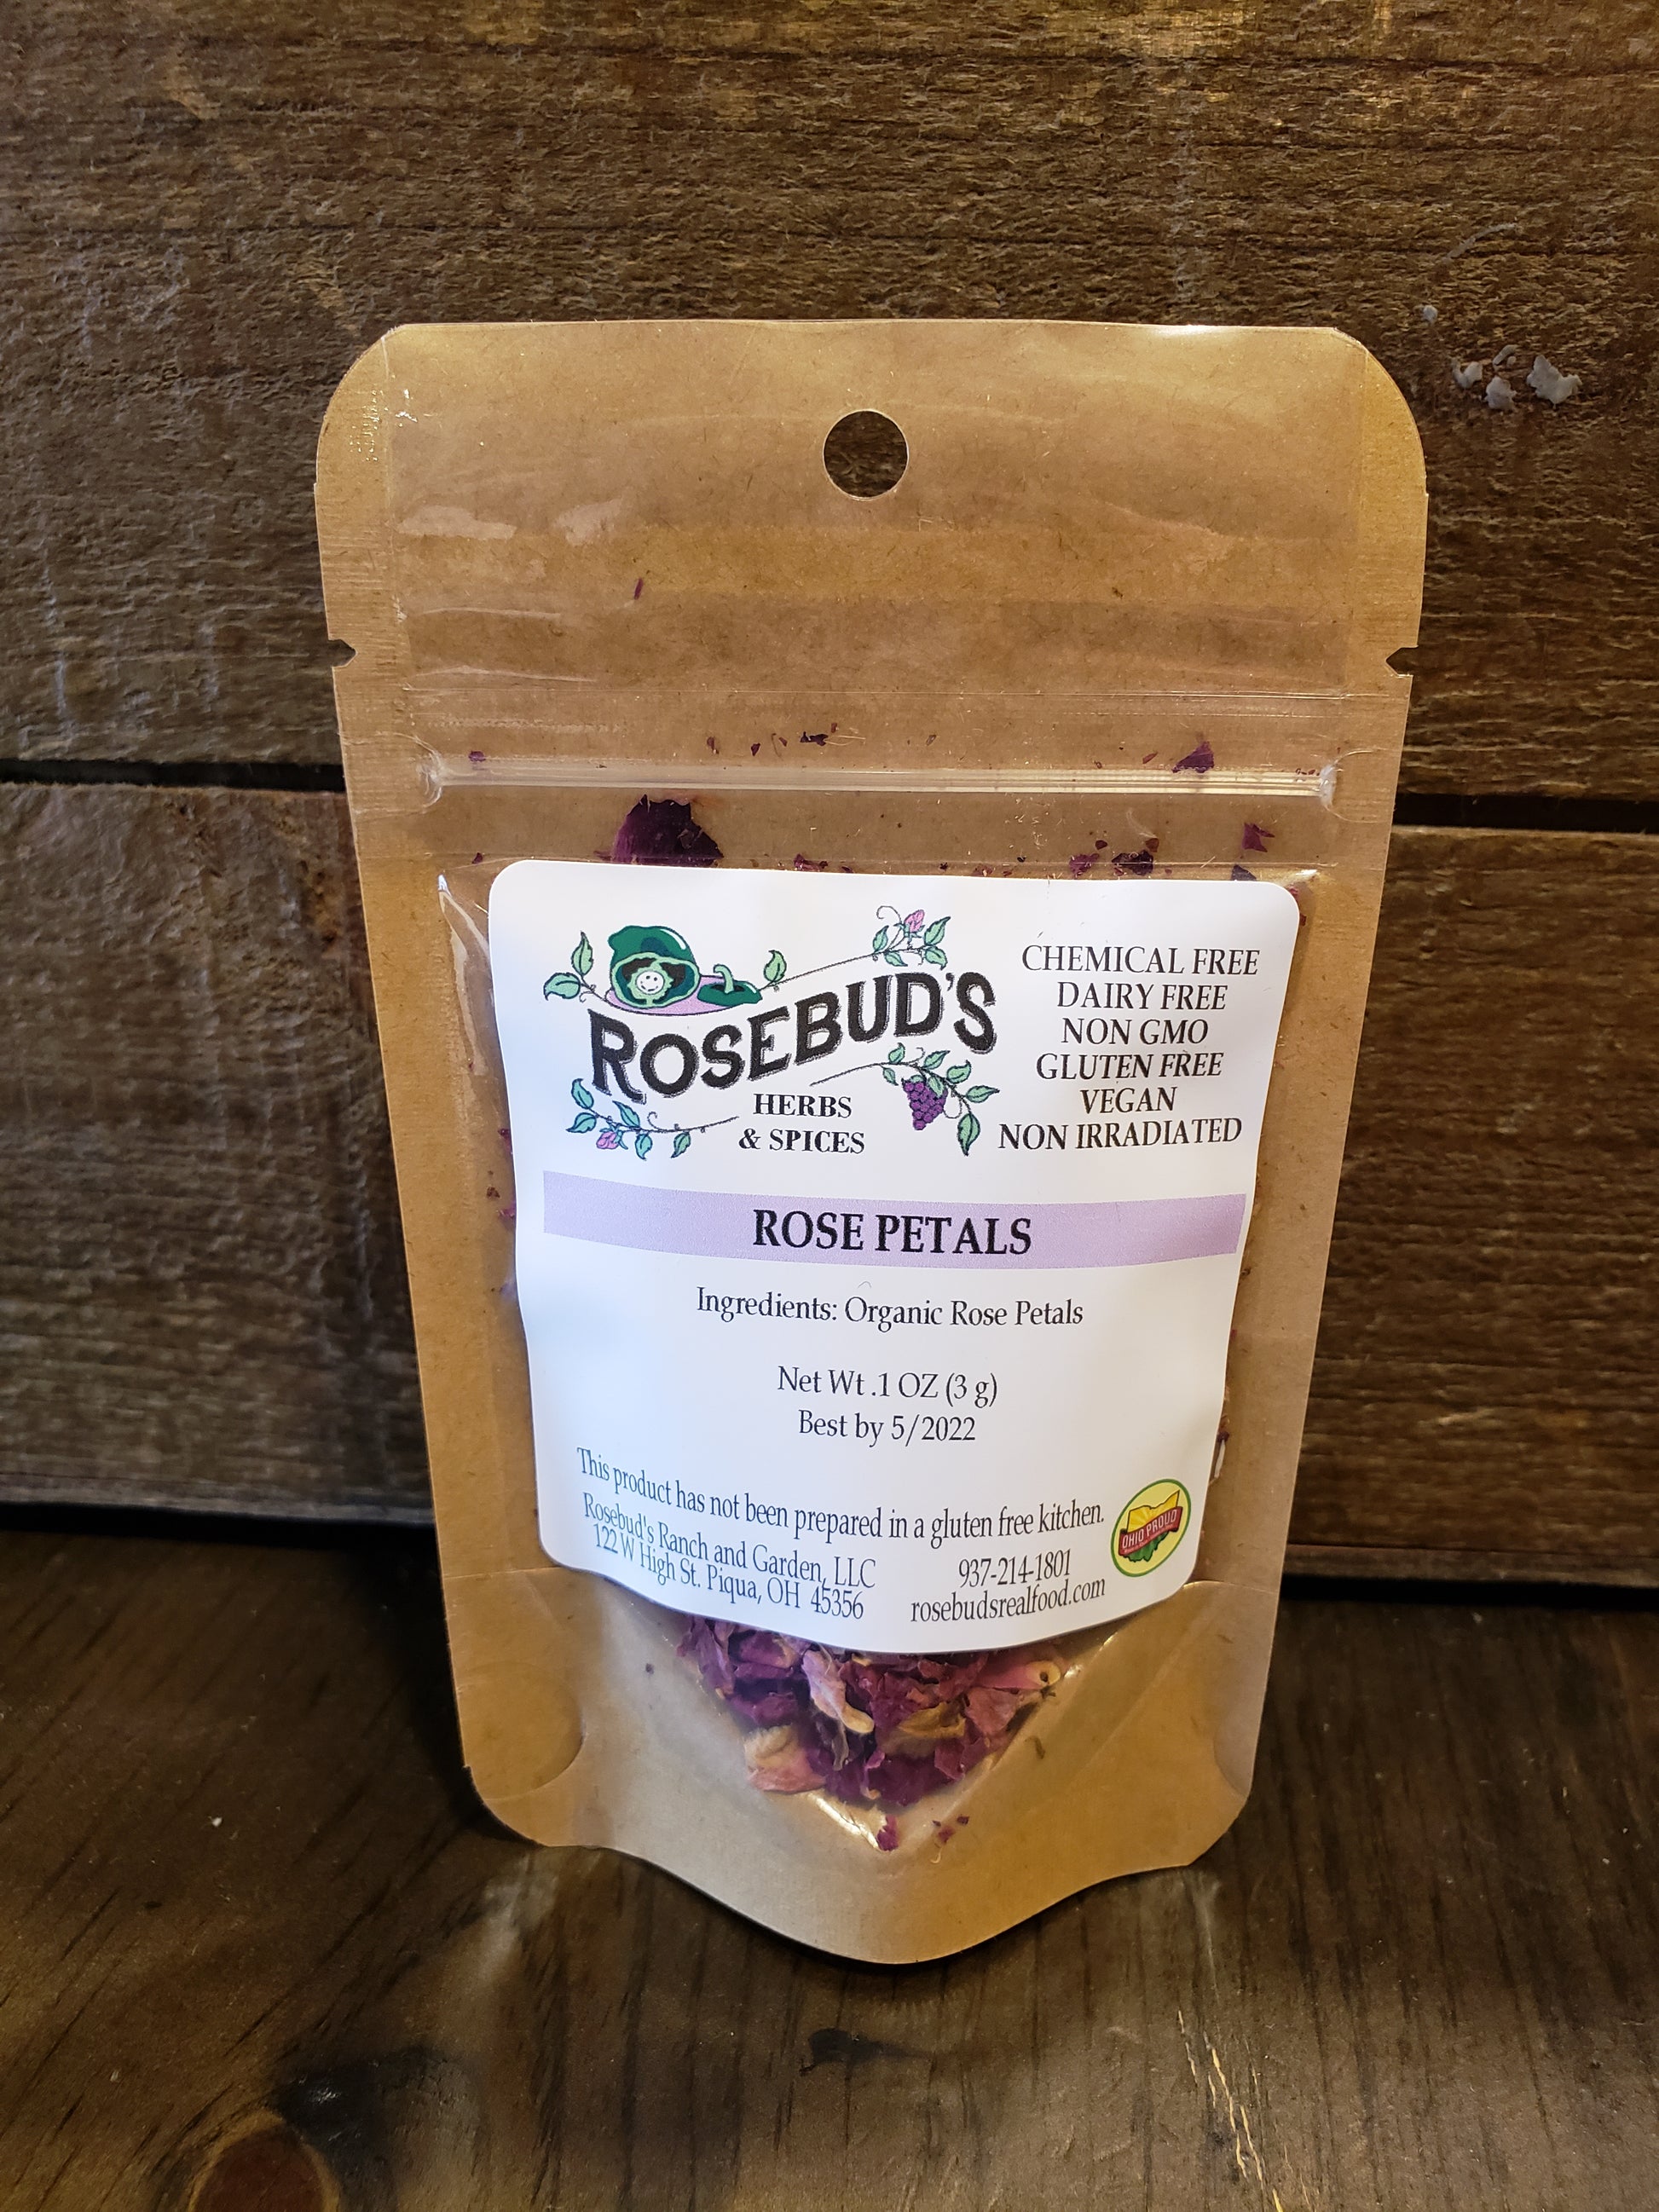 ROSEBUD'S
HERBS
& SPICES
CHEMICAL FREE
DAIRY FREE
NON GMO
GLUTEN FREE
VEGAN
NON IRRADIATED
ROSE PETALS
Ingredients: Organic Rose Petals
Net Wt .1 OZ (3 g)
Best by 5/2022
This product has not been prepared in a gluten free kitchen.
Rosebud's Ranch and Garden, LLC
122 W High St. Piqua, OH 45356
937-214-1801
rosebudsrealfood.com
OHIO PROUD